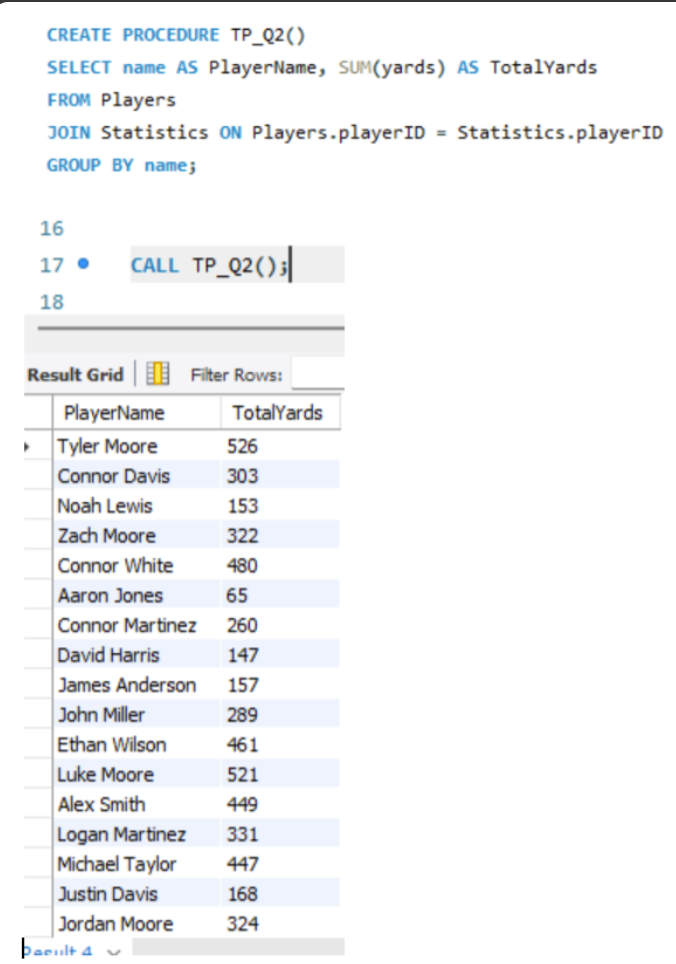 CREATE PROCEDURE TP_Q2()
SELECT name AS PlayerName, SUM(yards) AS TotalYards
FROM Players
JOIN Statistics ON Players.playerID = Statistics.playerID
GROUP BY name;
16
17 CALL TP_Q2();
18
Result Grid Filter Rows:
PlayerName TotalYards
Tyler Moore 526
Connor Davis 303
Noah Lewis 153
Zach Moore 322
Connor White 480
Aaron Jones 65
Connor Martinez 260
David Harris 147
James Anderson 157
John Miller 289
Ethan Wilson 461
Luke Moore 521
Alex Smith 449
Logan Martinez 331
Michael Taylor 447
Justin Davis 168
Jordan Moore 324
Result 4